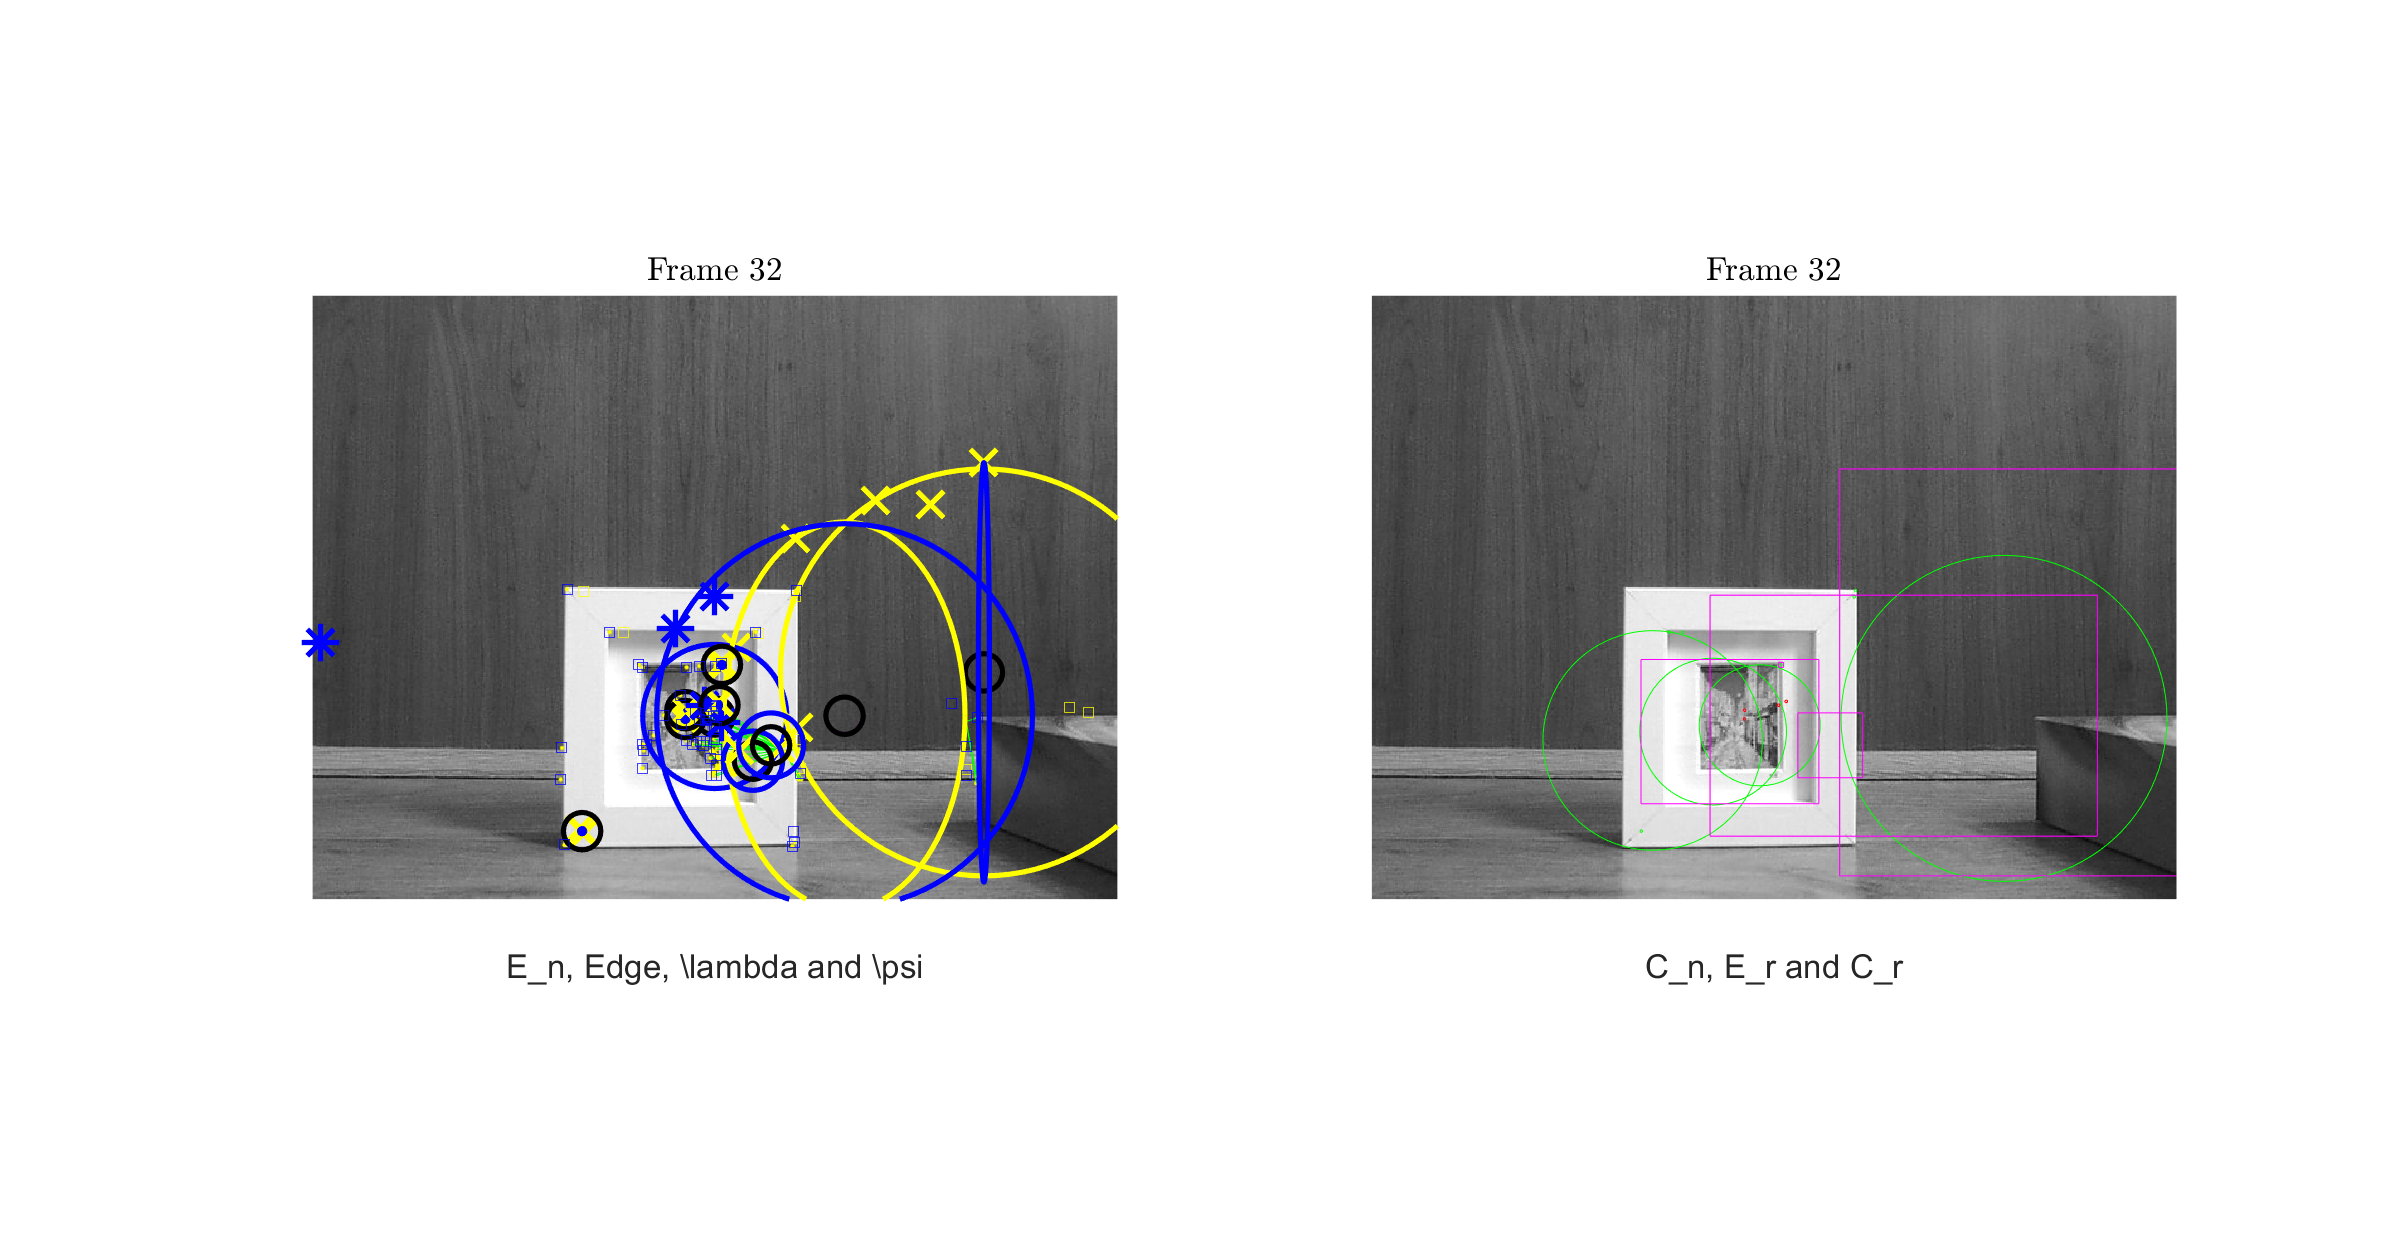 Frame 32
Frame 32
E_n, Edge, \lambda and \psi
C_n, E_r and C_r